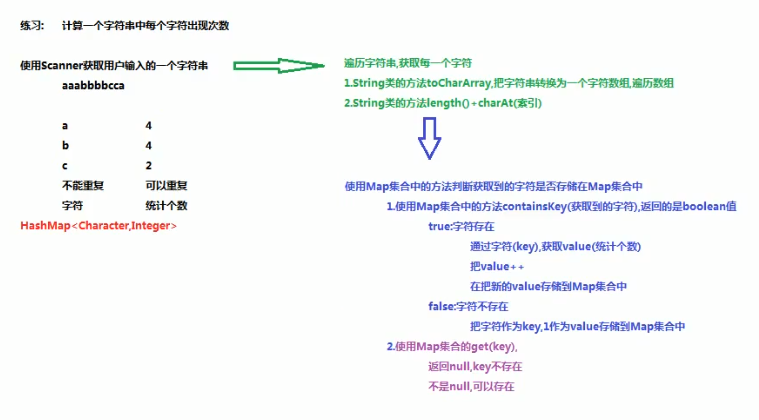 练习: 计算一个字符串中每个字符出现次数
使用Scanner获取用户输入的一个字符串
aaabbbbcca
a 4
b 4
c 2
不能重复 可以重复
字符 统计个数
HashMap<Character,Integer>
遍历字符串,获取每一个字符
1.String类的方法toCharArray,把字符串转换为一个字符数组,遍历数组
2.String类的方法length()+charAt(索引)
使用Map集合中的方法判断获取到的字符是否存储在Map集合中
1.使用Map集合中的方法containsKey(获取到的字符),返回的是boolean值
true:字符存在
通过字符(key),获取value(统计个数)
把value++
在把新的value存储到Map集合中
false:字符不存在
把字符作为key,1作为value存储到Map集合中
2.使用Map集合的get(key),
返回null,key不存在
不是null,可以存在